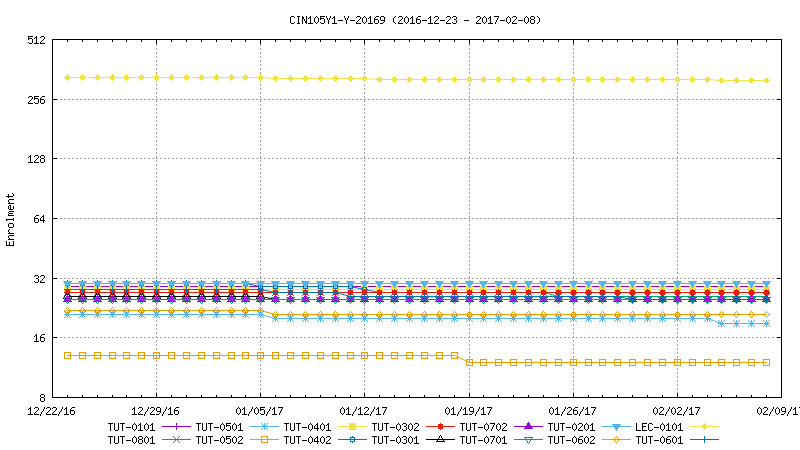 CIN105Y1-Y-20169 (2016-12-23 - 2017-02-08)
512
256
128
64
32
16
8
Enrolment
12/22/16 12/29/16 01/05/17 01/12/17 01/19/17 01/26/17 02/02/17 02/09/17
TUT-0101 TUT-0501 TUT-0401 TUT-0302 TUT-0702 TUT-0201 LEC-0101
TUT-0801 TUT-0502 TUT-0402 TUT-0301 TUT-0701 TUT-0602 TUT-0601